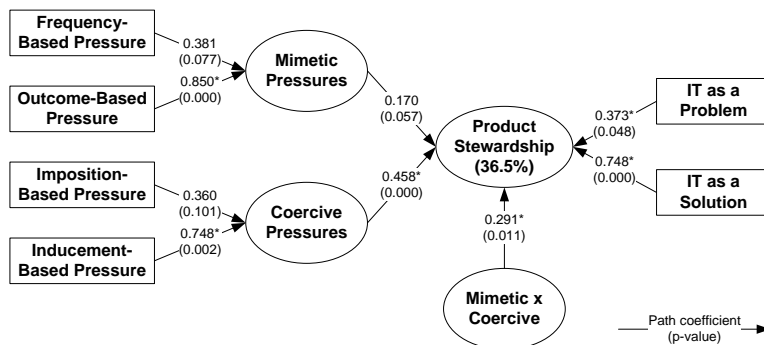 Frequency-
Based Pressure
0.381
(0.077)
0.850*
(0.000)
Outcome-Based
Pressure
Mimetic
Pressures
0.170
(0.057)
Imposition-
Based Pressure
0.360
(0.101)
0.748*
(0.002)
Inducement-
Based Pressure
Coercive
Pressures
0.458*
(0.000)
Product
Stewardship
(36.5%)
0.291*
(0.011)
Mimetic x
Coercive
IT as a
Problem
0.373*
(0.048)
0.748*
(0.000)
IT as a
Solution
Path coefficient
(p-value)